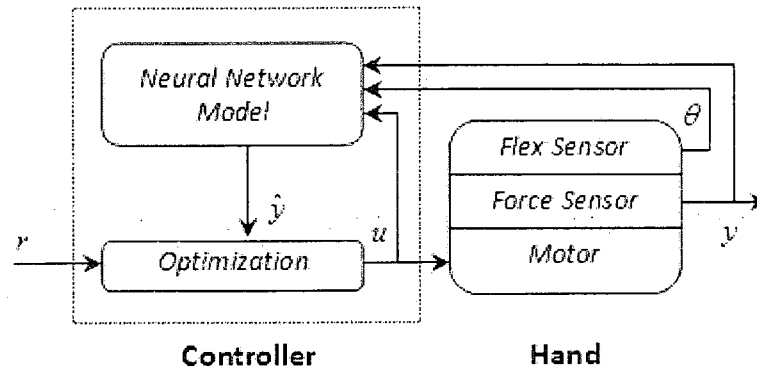 Neural Network
Model
θ
Flex Sensor
Force Sensor
Motor
ŷ
u
r
Optimization
y
Controller
Hand